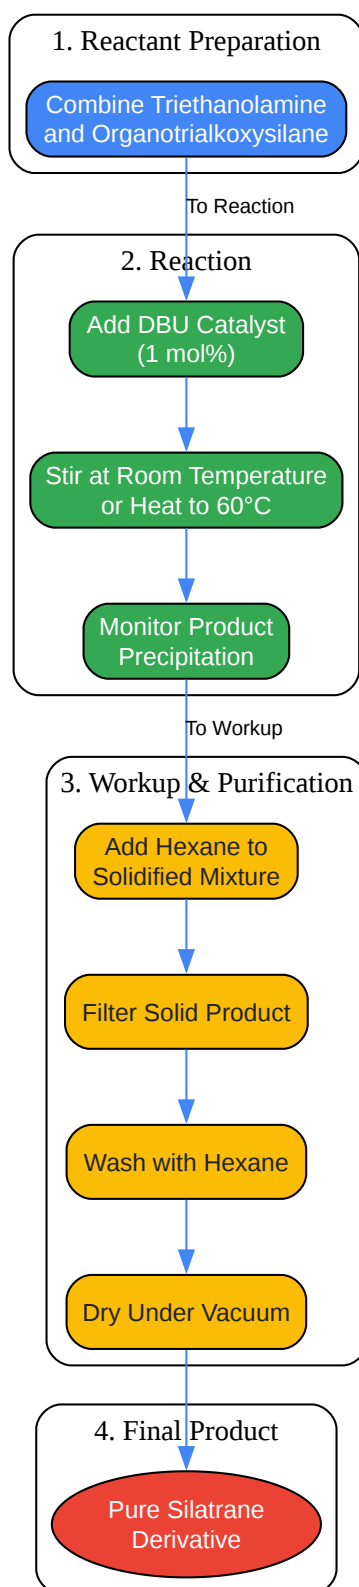 1. Reactant Preparation
Combine Triethanolamine
and Organotrialkoxysilane
To Reaction
2. Reaction
Add DBU Catalyst
(1 mol%)
Stir at Room Temperature
or Heat to 60°C
Monitor Product
Precipitation
To Workup
3. Workup & Purification
Add Hexane to
Solidified Mixture
Filter Solid Product
Wash with Hexane
Dry Under Vacuum
4. Final Product
Pure Silatrane
Derivative